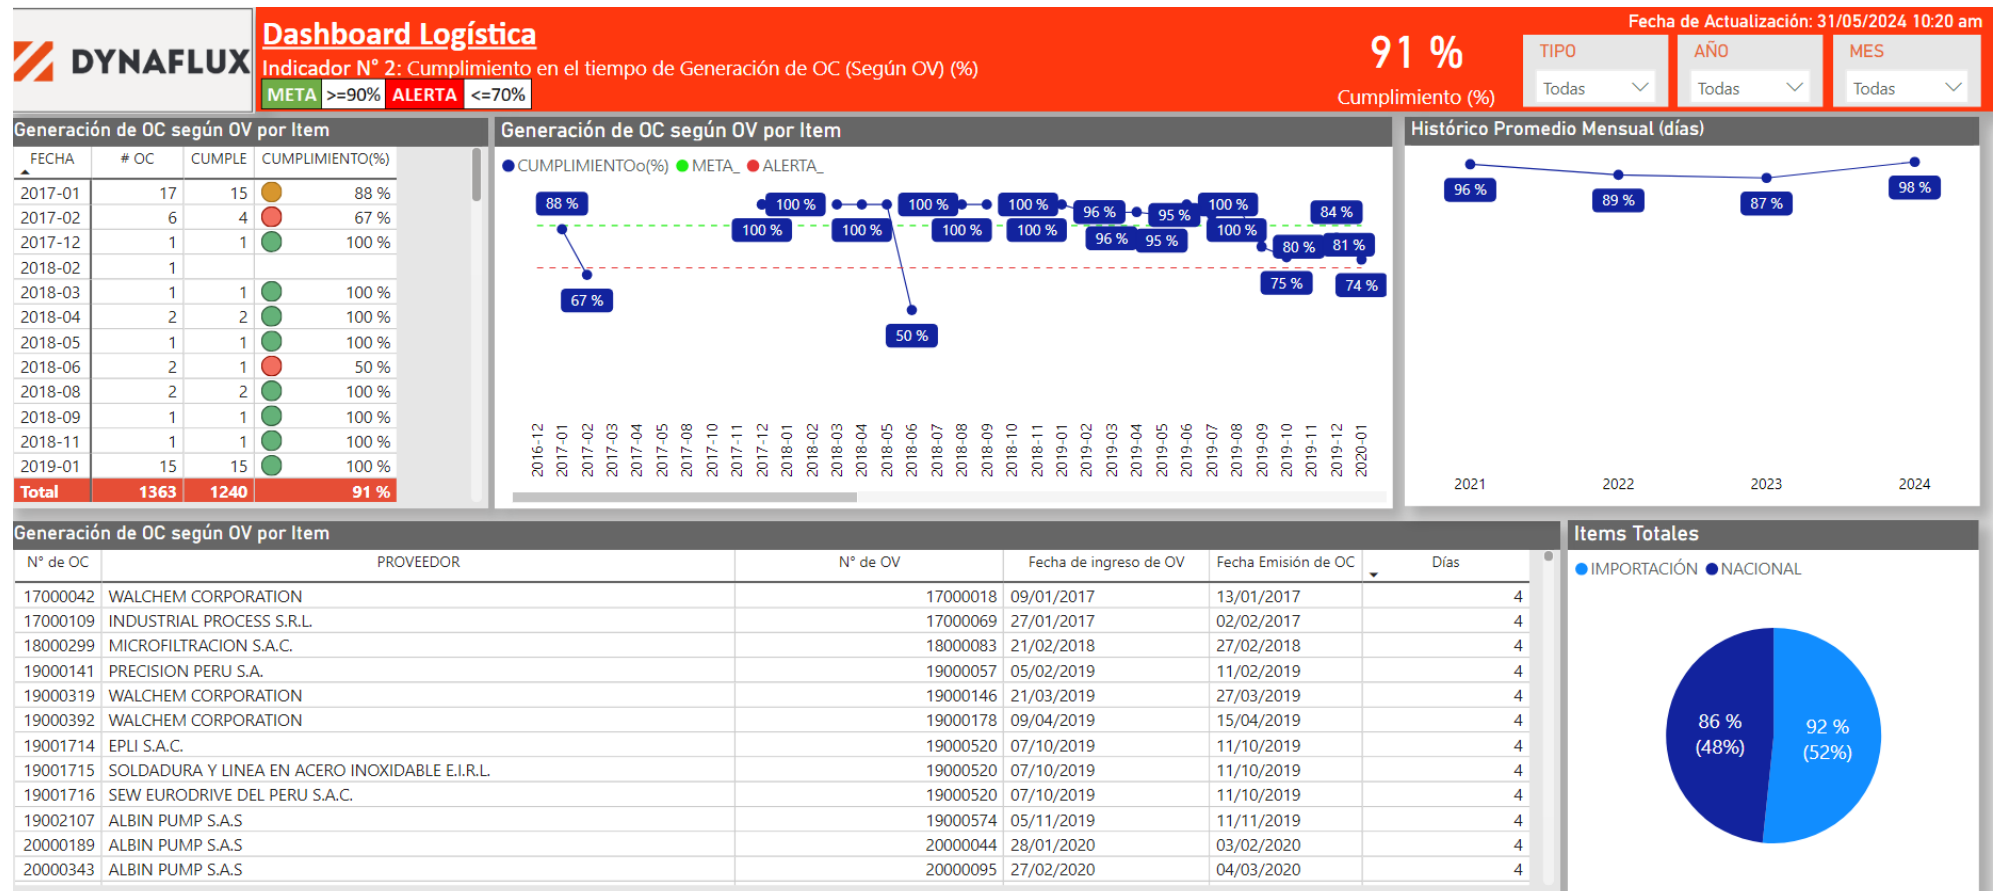 DYNAFLUX
Dashboard Logística
Indicador N° 2: Cumplimiento en el tiempo de Generación de OC (Según OV) (%)
META >=90% ALERTA <=70%
91 %
Cumplimiento (%)
Fecha de Actualización: 31/05/2024 10:20 am
TIPO AÑO MES
Todas Todas Todas
Generación de OC según OV por Item
FECHA # OC CUMPLE CUMPLIMIENTO(%)
2017-01 17 15 88 %
2017-02 6 4 67 %
2017-12 1 1 100 %
2018-02 1
2018-03 1 1 100 %
2018-04 2 2 100 %
2018-05 1 1 100 %
2018-06 2 1 50 %
2018-08 2 2 100 %
2018-09 1 1 100 %
2018-11 1 1 100 %
2019-01 15 15 100 %
Total 1363 1240 91 %
Generación de OC según OV por Item
CUMPLIMIENTOo(%) META_ ALERTA_
88 % 100 % 100 % 100 % 96 % 95 % 100 % 84 %
100 % 100 % 100 % 100 % 96 % 95 % 100 % 80 % 81 %
67 % 75 % 74 %
50 %
2016-12 2017-01 2017-02 2017-03 2017-04 2017-05 2017-08 2017-10 2017-11 2017-12 2018-01 2018-02 2018-03 2018-04 2018-05 2018-06 2018-07 2018-08 2018-09 2018-10 2018-11 2019-01 2019-02 2019-03 2019-04 2019-05 2019-06 2019-07 2019-08 2019-09 2019-10 2019-11 2019-12 2020-01
Histórico Promedio Mensual (días)
96 % 89 % 87 % 98 %
2021 2022 2023 2024
Generación de OC según OV por Item
N° de OC PROVEEDOR N° de OV Fecha de ingreso de OV Fecha Emisión de OC Días
17000042 WALCHEM CORPORATION 17000018 09/01/2017 13/01/2017 4
17000109 INDUSTRIAL PROCESS S.R.L. 17000069 27/01/2017 02/02/2017 4
18000299 MICROFILTRACION S.A.C. 18000083 21/02/2018 27/02/2018 4
19000141 PRECISION PERU S.A. 19000057 05/02/2019 11/02/2019 4
19000319 WALCHEM CORPORATION 19000146 21/03/2019 27/03/2019 4
19000392 WALCHEM CORPORATION 19000178 09/04/2019 15/04/2019 4
19001714 EPLI S.A.C. 19000520 07/10/2019 11/10/2019 4
19001715 SOLDADURA Y LINEA EN ACERO INOXIDABLE E.I.R.L. 19000520 07/10/2019 11/10/2019 4
19001716 SEW EURODRIVE DEL PERU S.A.C. 19000520 07/10/2019 11/10/2019 4
19002107 ALBIN PUMP S.A.S 19000574 05/11/2019 11/11/2019 4
20000189 ALBIN PUMP S.A.S 20000044 28/01/2020 03/02/2020 4
20000343 ALBIN PUMP S.A.S 20000095 27/02/2020 04/03/2020 4
Items Totales
IMPORTACIÓN NACIONAL
86 % (48%)
92 % (52%)